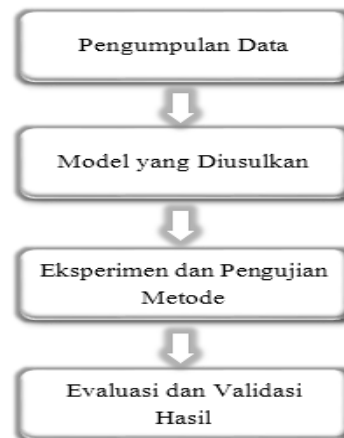 Pengumpulan Data
Model yang Diusulkan
Eksperimen dan Pengujian
Metode
Evaluasi dan Validasi
Hasil